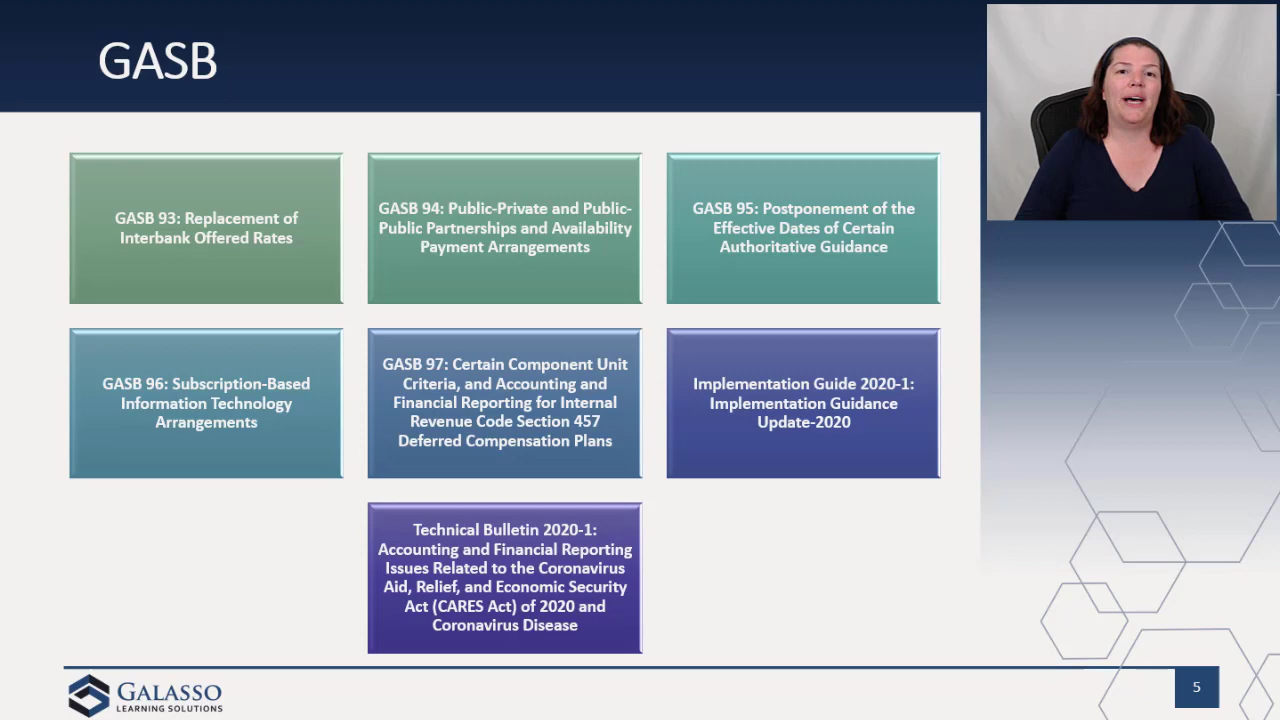 GASB
GASB 93: Replacement of
Interbank Offered Rates
GASB 94: Public-Private and Public-
Public Partnerships and Availability
Payment Arrangements
GASB 95: Postponement of the
Effective Dates of Certain
Authoritative Guidance
GASB 96: Subscription-Based
Information Technology
Arrangements
GASB 97: Certain Component Unit
Criteria, and Accounting and
Financial Reporting for Internal
Revenue Code Section 457
Deferred Compensation Plans
Implementation Guide 2020-1:
Implementation Guidance
Update-2020
Technical Bulletin 2020-1:
Accounting and Financial Reporting
Issues Related to the Coronavirus
Aid, Relief, and Economic Security
Act (CARES Act) of 2020 and
Coronavirus Disease
GALASSO
LEARNING SOLUTIONS
5